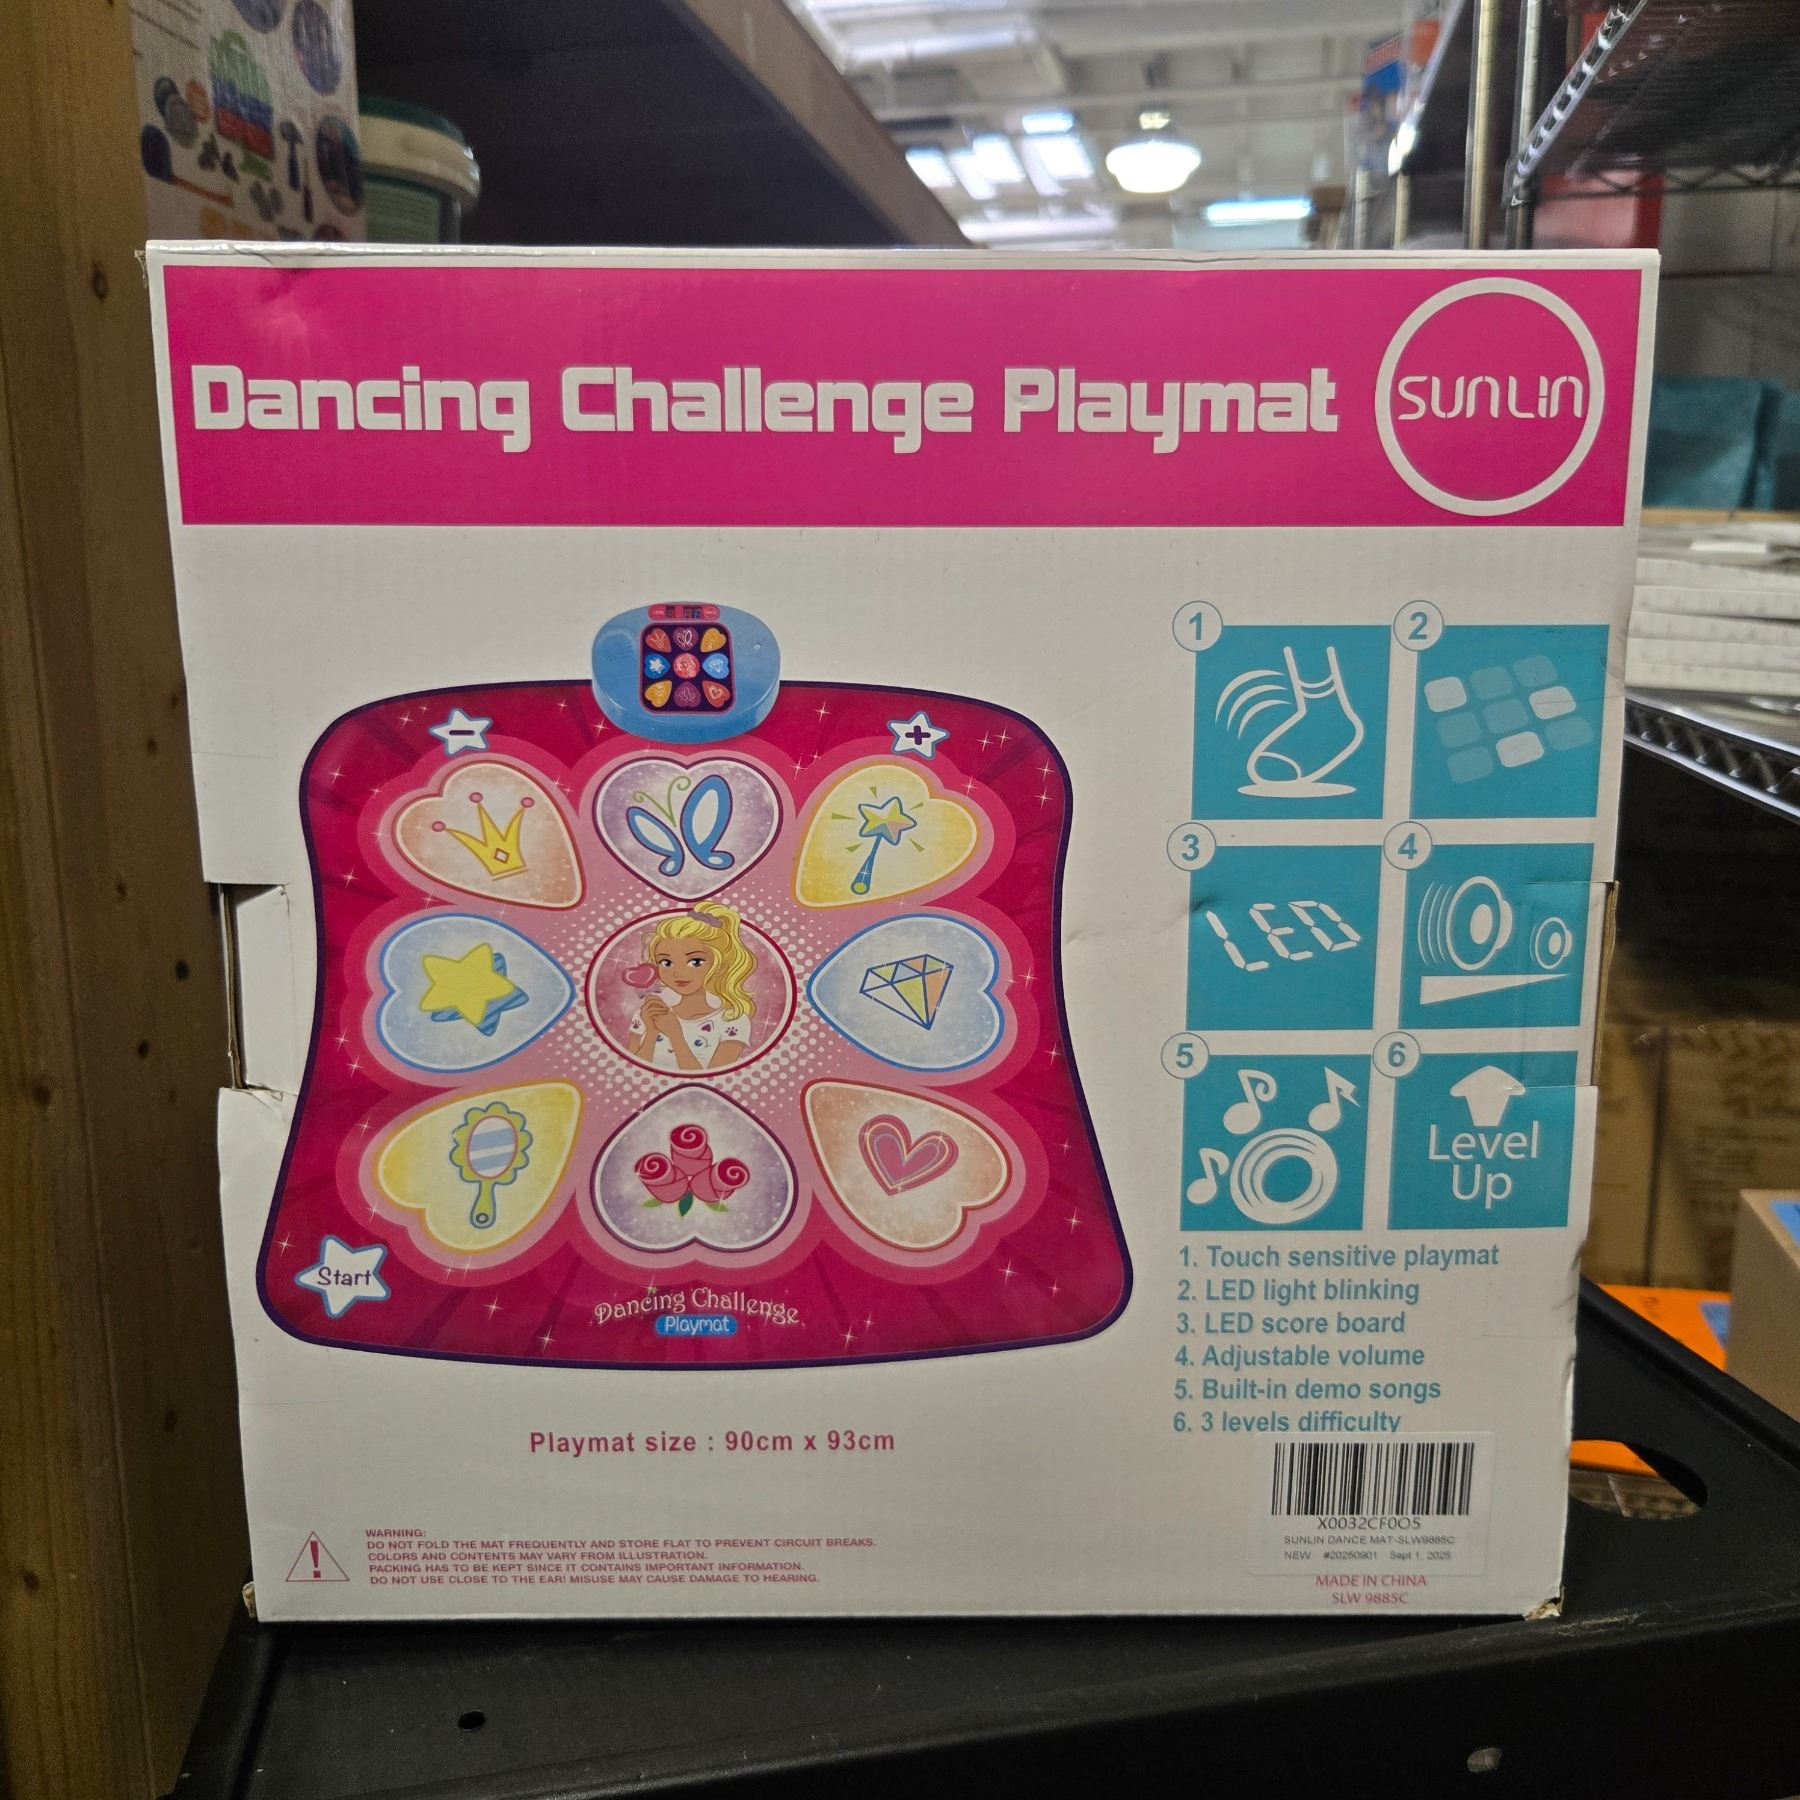 Dancing Challenge Playmat
SUNLIN
1
2
3
LED
4
5
6
Level
Up
-
+
Start
Dancing Challenge
Playmat
1. Touch sensitive playmat
2. LED light blinking
3. LED score board
4. Adjustable volume
5. Built-in demo songs
6. 3 levels difficulty
Playmat size : 90cm x 93cm
WARNING:
DO NOT FOLD THE MAT FREQUENTLY AND STORE FLAT TO PREVENT CIRCUIT BREAKS.
COLORS AND CONTENTS MAY VARY FROM ILLUSTRATION.
PACKING HAS TO BE KEPT SINCE IT CONTAINS IMPORTANT INFORMATION.
DO NOT USE CLOSE TO THE EAR! MISUSE MAY CAUSE DAMAGE TO HEARING.
X0032CF0O5
SUNLIN DANCE MAT-SLW9885C
NEW #20250901 Sept 1, 2025
MADE IN CHINA
SLW 9885C